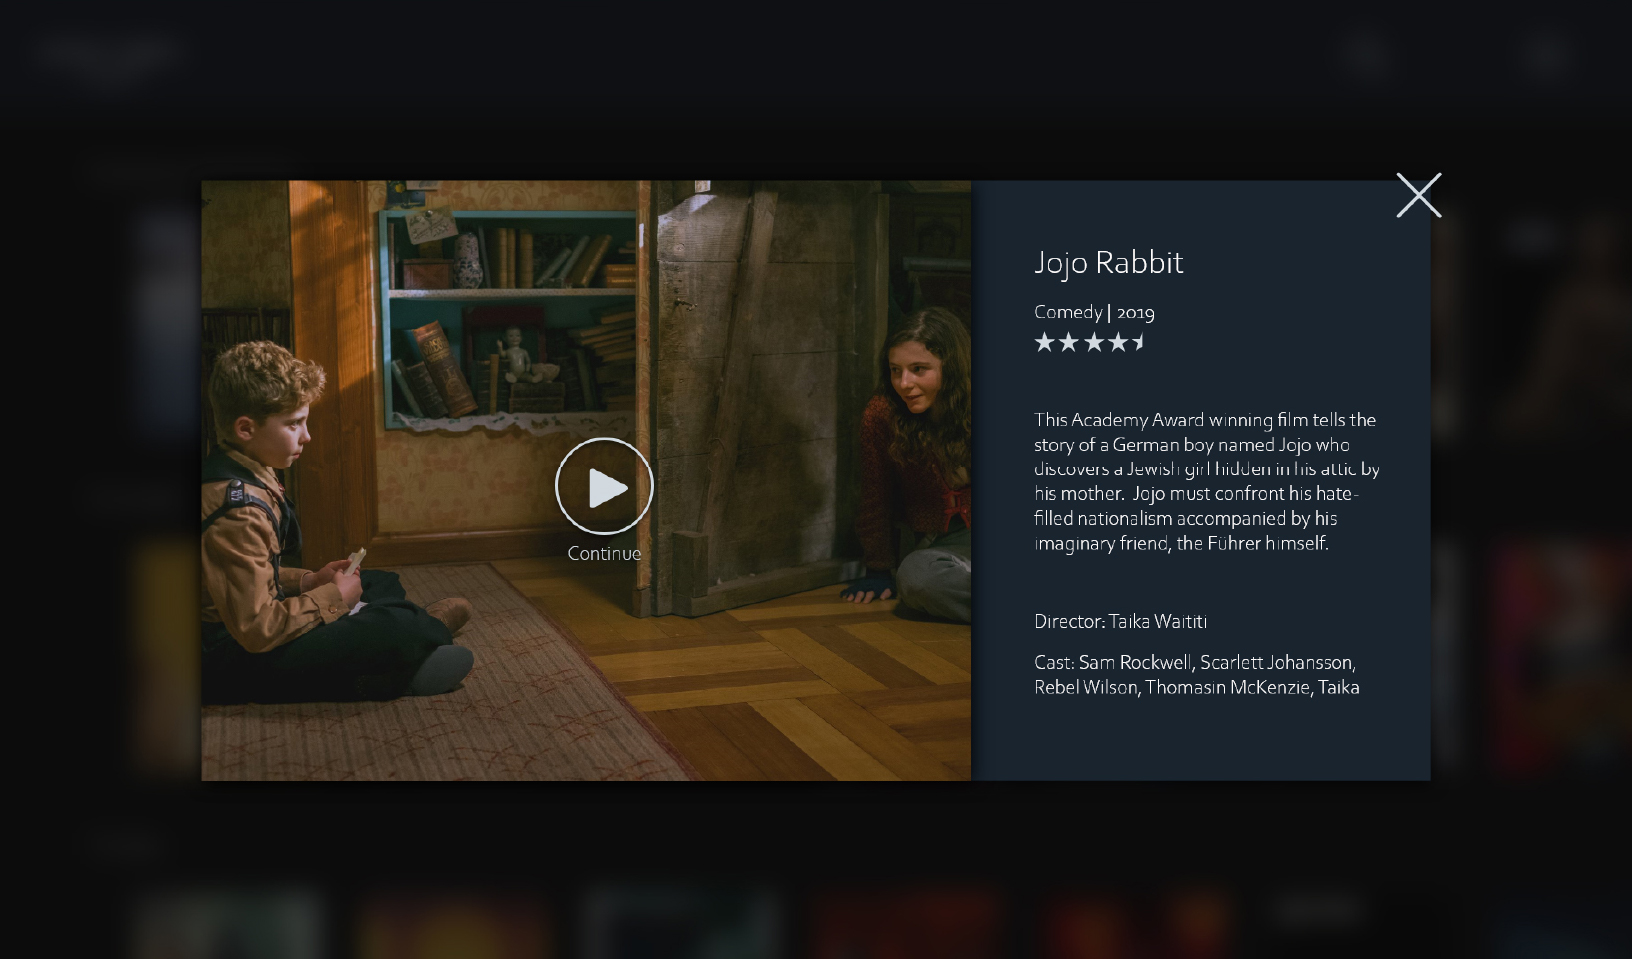 Jojo Rabbit
Comedy | 2019
This Academy Award winning film tells the
story of a German boy named Jojo who
discovers a Jewish girl hidden in his attic by
his mother.  Jojo must confront his hate-
filled nationalism accompanied by his
imaginary friend, the Führer himself.
Continue
Director: Taika Waititi
Cast: Sam Rockwell, Scarlett Johansson,
Rebel Wilson, Thomasin McKenzie, Taika